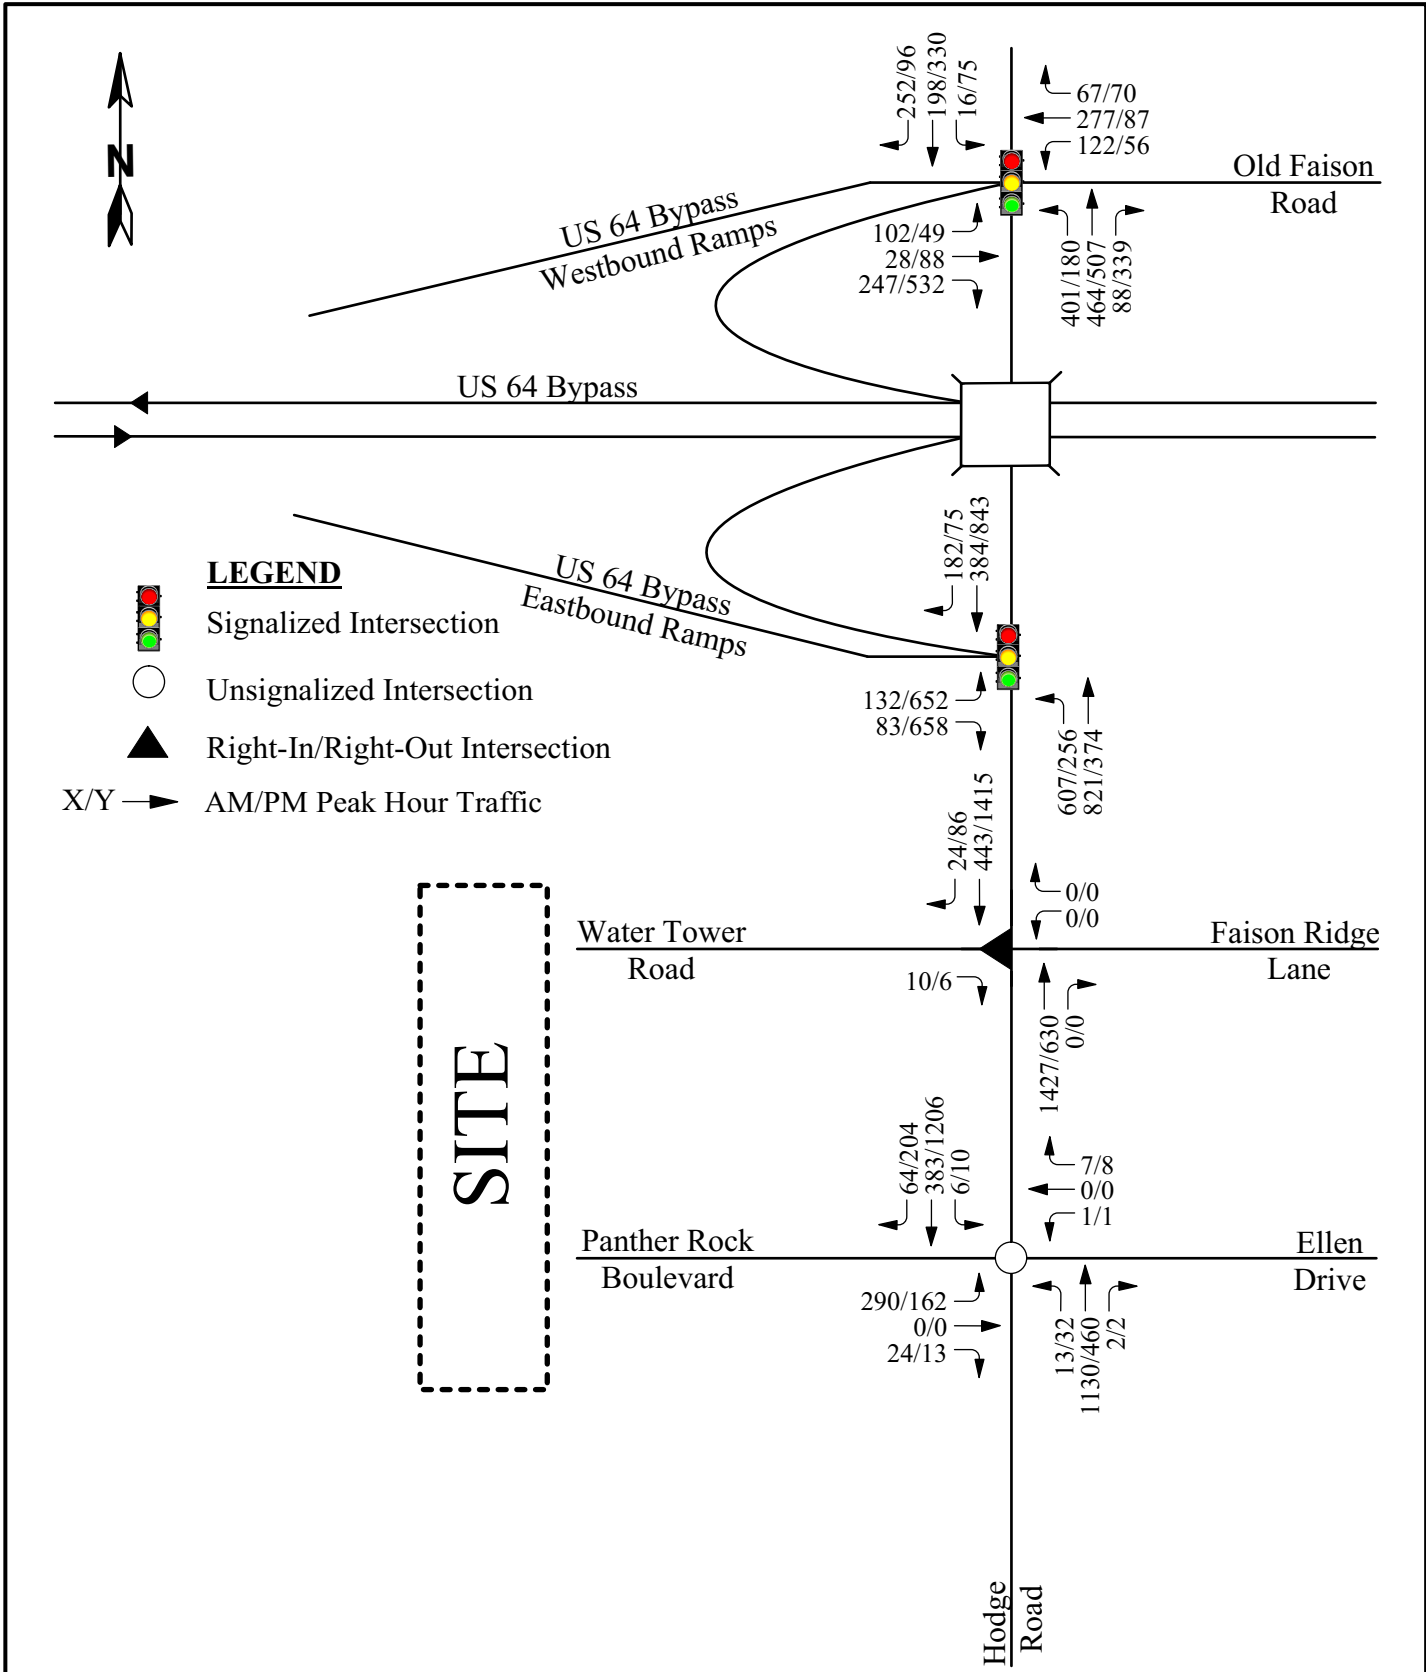 N
252/96
198/330
16/75
67/70
277/87
122/56
Old Faison
Road
US 64 Bypass
Westbound Ramps
102/49
28/88
247/532
401/180
464/507
88/339
US 64 Bypass
182/75
384/843
US 64 Bypass
Eastbound Ramps
132/652
83/658
607/256
821/374
LEGEND
Signalized Intersection
Unsignalized Intersection
Right-In/Right-Out Intersection
X/Y
AM/PM Peak Hour Traffic
24/86
443/1415
0/0
0/0
Water Tower
Road
Faison Ridge
Lane
10/6
1427/630
0/0
SITE
64/204
383/1206
6/10
7/8
0/0
1/1
Panther Rock
Boulevard
Ellen
Drive
290/162
0/0
24/13
13/32
1130/460
2/2
Hodge
Road